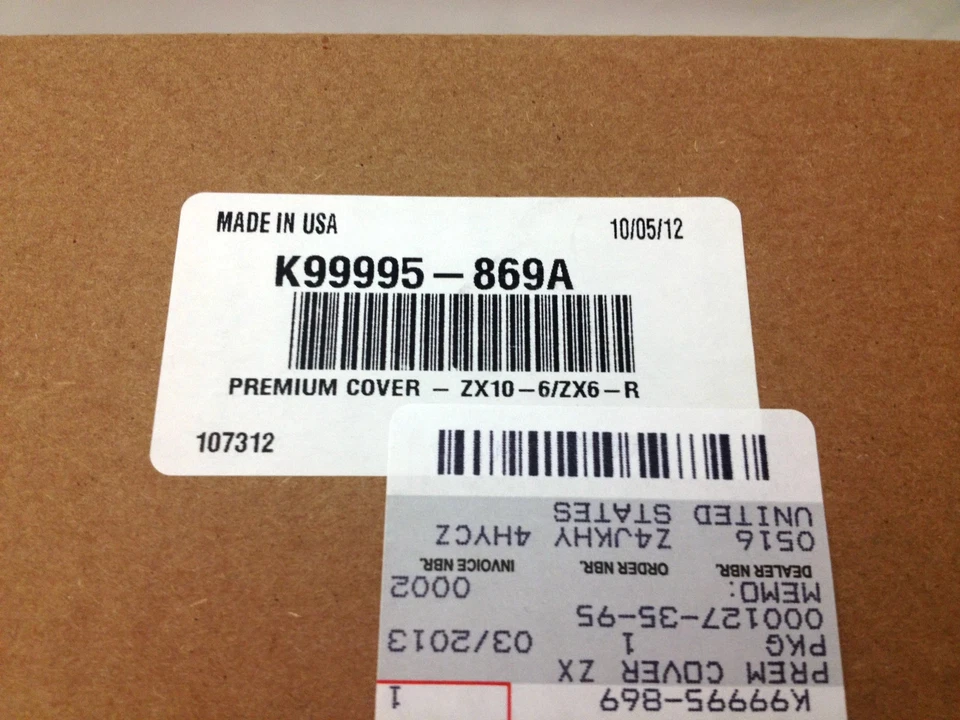 MADE IN USA
10/05/12
K99995-869A
PREMIUM COVER - ZX10-6/ZX6-R
107312
K99995-869 1
PREM COVER ZX
PKG 1 03/2013
000127-35-95
MEMO: 0002
DEALER NBR. ORDER NBR. INVOICE NBR.
0516 Z4JKHY 4HYCZ
UNITED STATES